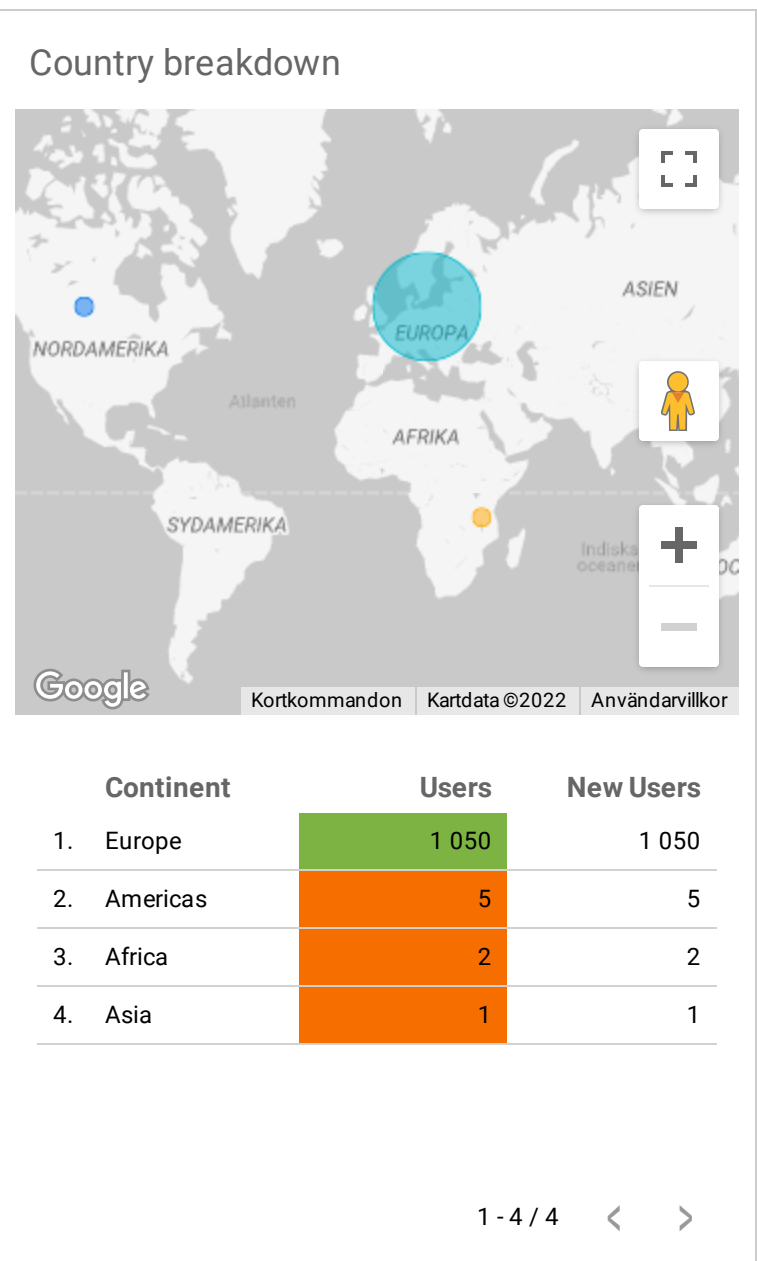 Country breakdown
ASIEN
EUROPA
NORDAMERIKA
Atlanten
AFRIKA
SYDAMERIKA
Indiska
Google
Kortkommandon Kartdata ©2022 Användarvillkor
Continent Users New Users
1. Europe 1 050 1 050
2. Americas 5 5
3. Africa 2 2
4. Asia 1 1
1 - 4 / 4